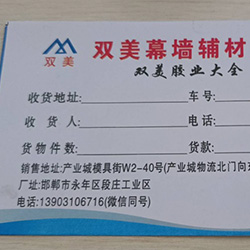 双美
双美幕墙辅材
双美胶业大全
收货地址: 车号:
收 货 人: 电话:
货物件数: 货款:
销售地址:产业城模具街W2-40号(产业城物流北门向东
厂址:邯郸市永年区段庄工业区
电话:13903106716(微信同号)